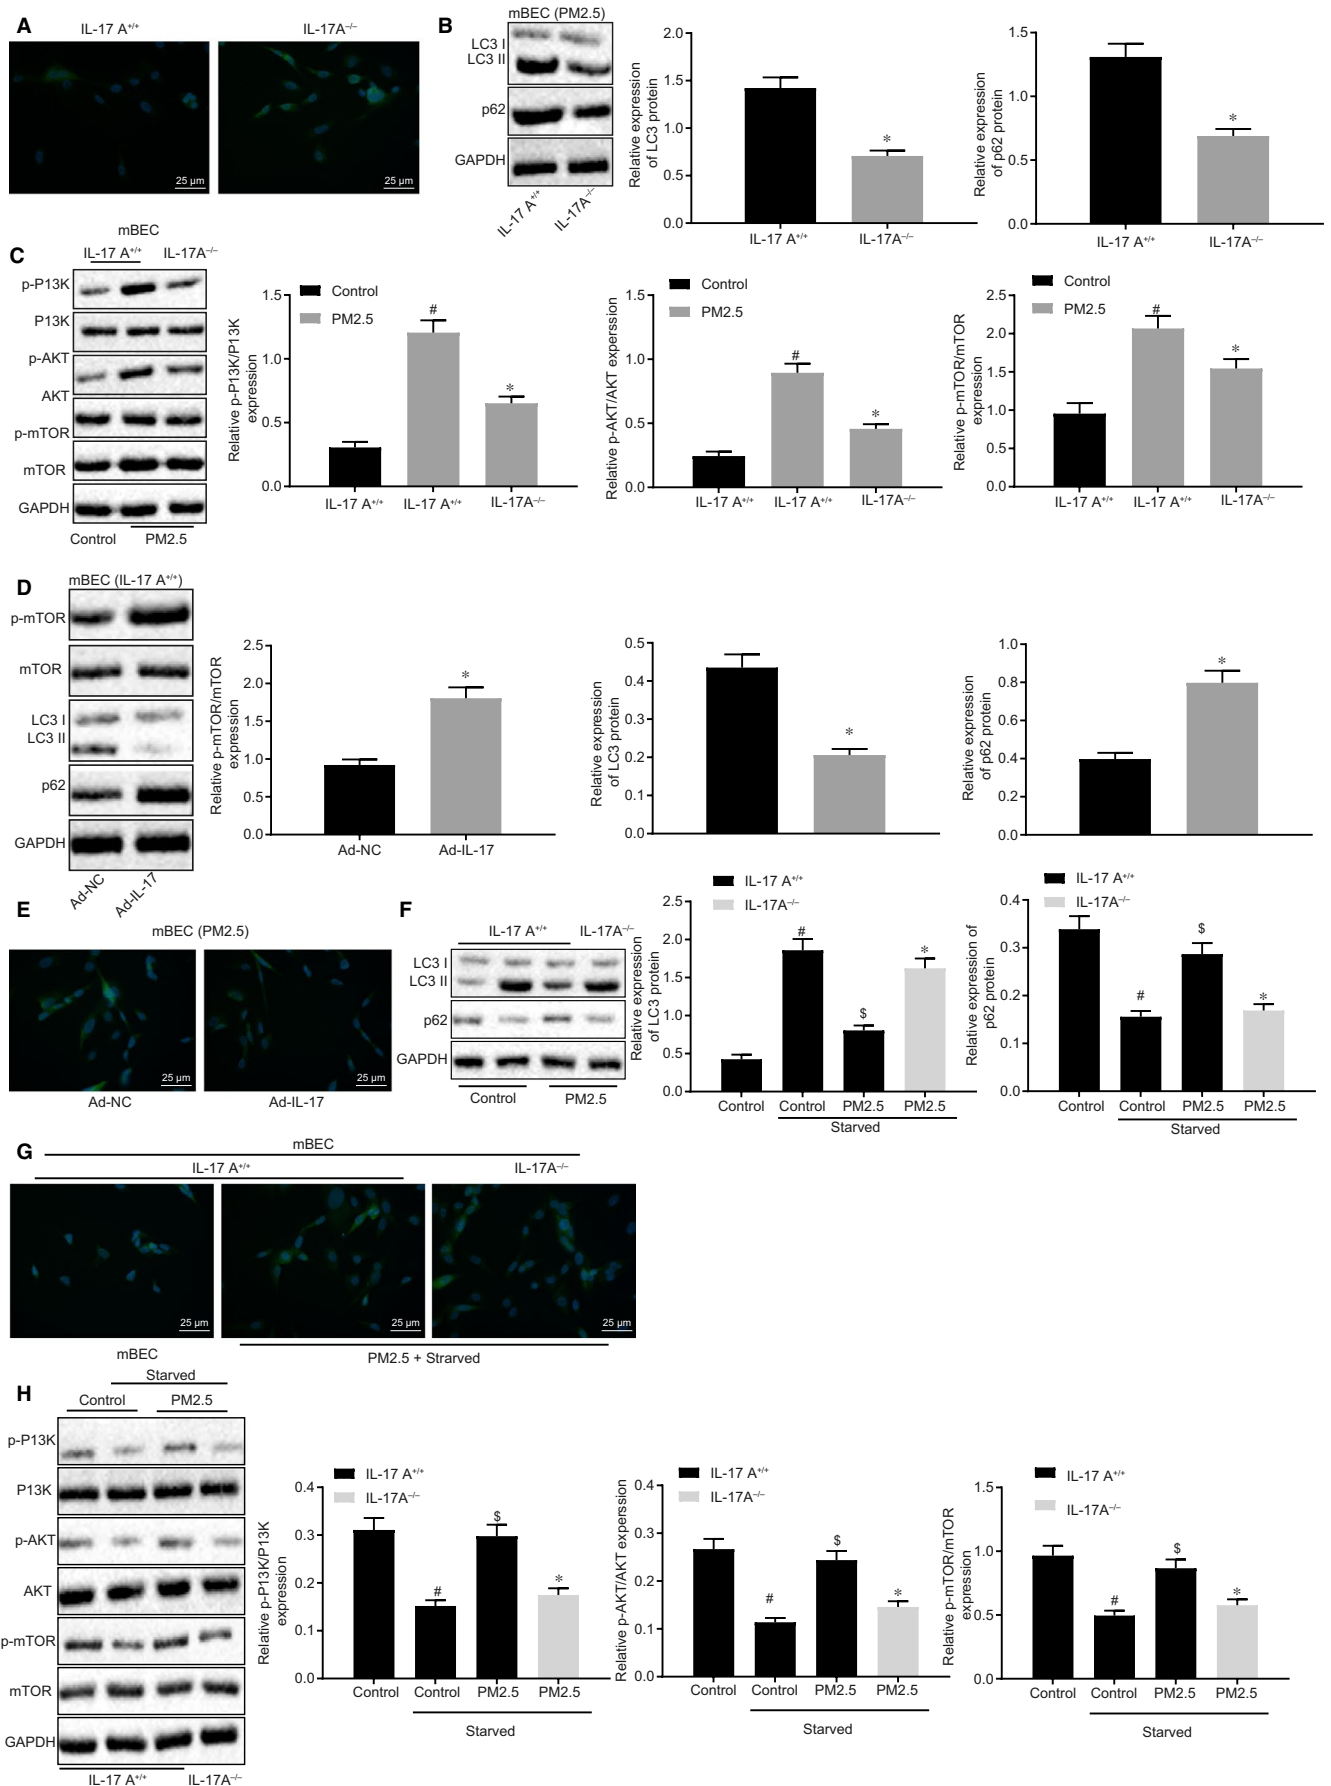 A
IL-17 A+/+
IL-17A−/−
25 µm
25 µm
B
mBEC (PM2.5)
LC3 I
LC3 II
p62
GAPDH
IL-17 A+/+
IL-17A−/−
Relative expression
of LC3 protein
2.0
1.5
1.0
0.5
0.0
*
IL-17 A+/+
IL-17A−/−
Relative expression
of p62 protein
1.5
1.0
0.5
0.0
*
IL-17 A+/+
IL-17A−/−
C
mBEC
IL-17 A+/+
IL-17A−/−
p-P13K
P13K
p-AKT
AKT
p-mTOR
mTOR
GAPDH
Control
PM2.5
Relative p-P13K/P13K
expression
1.5
1.0
0.5
0.0
Control
PM2.5
#
*
IL-17 A+/+
IL-17 A+/+
IL-17A−/−
Relative p-AKT/AKT experssion
1.5
1.0
0.5
0.0
Control
PM2.5
#
*
IL-17 A+/+
IL-17 A+/+
IL-17A−/−
Relative p-mTOR/mTOR
expression
2.5
2.0
1.5
1.0
0.5
0.0
Control
PM2.5
#
*
IL-17 A+/+
IL-17 A+/+
IL-17A−/−
D
mBEC (IL-17 A+/+)
p-mTOR
mTOR
LC3 I
LC3 II
p62
GAPDH
Ad-NC
Ad-IL-17
Relative p-mTOR/mTOR
expression
2.5
2.0
1.5
1.0
0.5
0.0
*
Ad-NC
Ad-IL-17
Relative expression
of LC3 protein
0.5
0.4
0.3
0.2
0.1
0.0
*
Relative expression
of p62 protein
1.0
0.8
0.6
0.4
0.2
0.0
*
E
mBEC (PM2.5)
25 µm
25 µm
Ad-NC
Ad-IL-17
F
IL-17 A+/+
IL-17A−/−
LC3 I
LC3 II
p62
GAPDH
Control
PM2.5
Relative expression
of LC3 protein
IL-17 A+/+
IL-17A−/−
2.5
2.0
1.5
1.0
0.5
0.0
#
$
*
Control
Control
PM2.5
PM2.5
Starved
Relative expression of
p62 protein
IL-17 A+/+
IL-17A−/−
0.4
0.3
0.2
0.1
0.0
#
$
*
Control
Control
PM2.5
PM2.5
Starved
G
mBEC
IL-17 A+/+
IL-17A−/−
25 µm
25 µm
25 µm
PM2.5 + Strarved
H
mBEC
Starved
Control
PM2.5
p-P13K
P13K
p-AKT
AKT
p-mTOR
mTOR
GAPDH
IL-17 A+/+
IL-17A−/−
Relative p-P13K/P13K
expression
IL-17 A+/+
IL-17A−/−
0.4
0.3
0.2
0.1
0.0
#
$
*
Control
Control
PM2.5
PM2.5
Starved
Relative p-AKT/AKT experssion
IL-17 A+/+
IL-17A−/−
0.4
0.3
0.2
0.1
0.0
#
$
*
Control
Control
PM2.5
PM2.5
Starved
Relative p-mTOR/mTOR
expression
IL-17 A+/+
IL-17A−/−
1.5
1.0
0.5
0.0
#
$
*
Control
Control
PM2.5
PM2.5
Starved